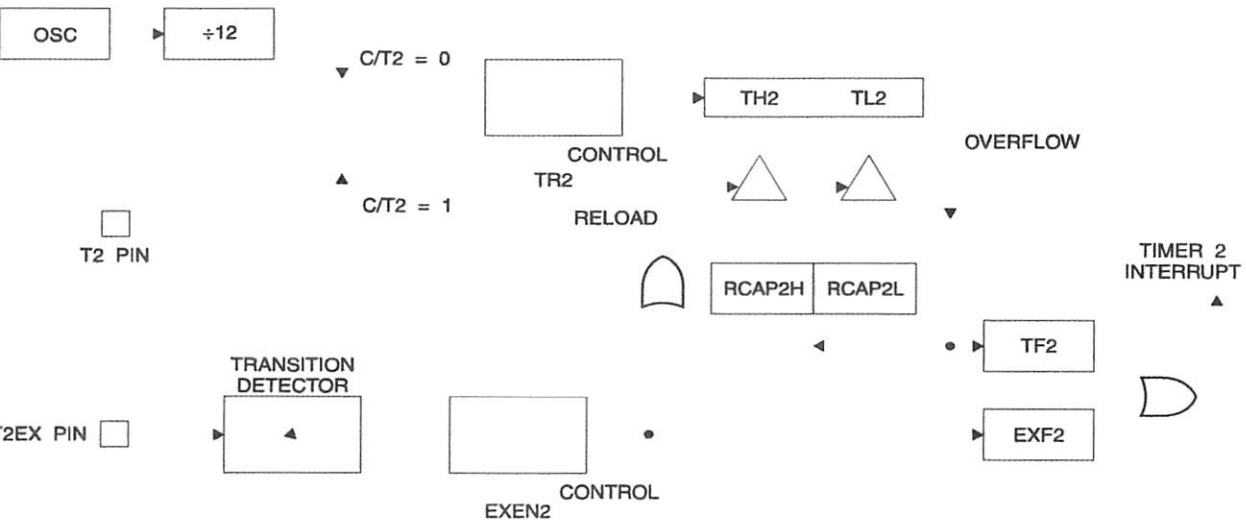 OSC
÷12
C/T2 = 0
TH2 TL2
OVERFLOW
CONTROL
TR2
C/T2 = 1
RELOAD
T2 PIN
TIMER 2
INTERRUPT
RCAP2H RCAP2L
TF2
TRANSITION
DETECTOR
2EX PIN
EXF2
CONTROL
EXEN2